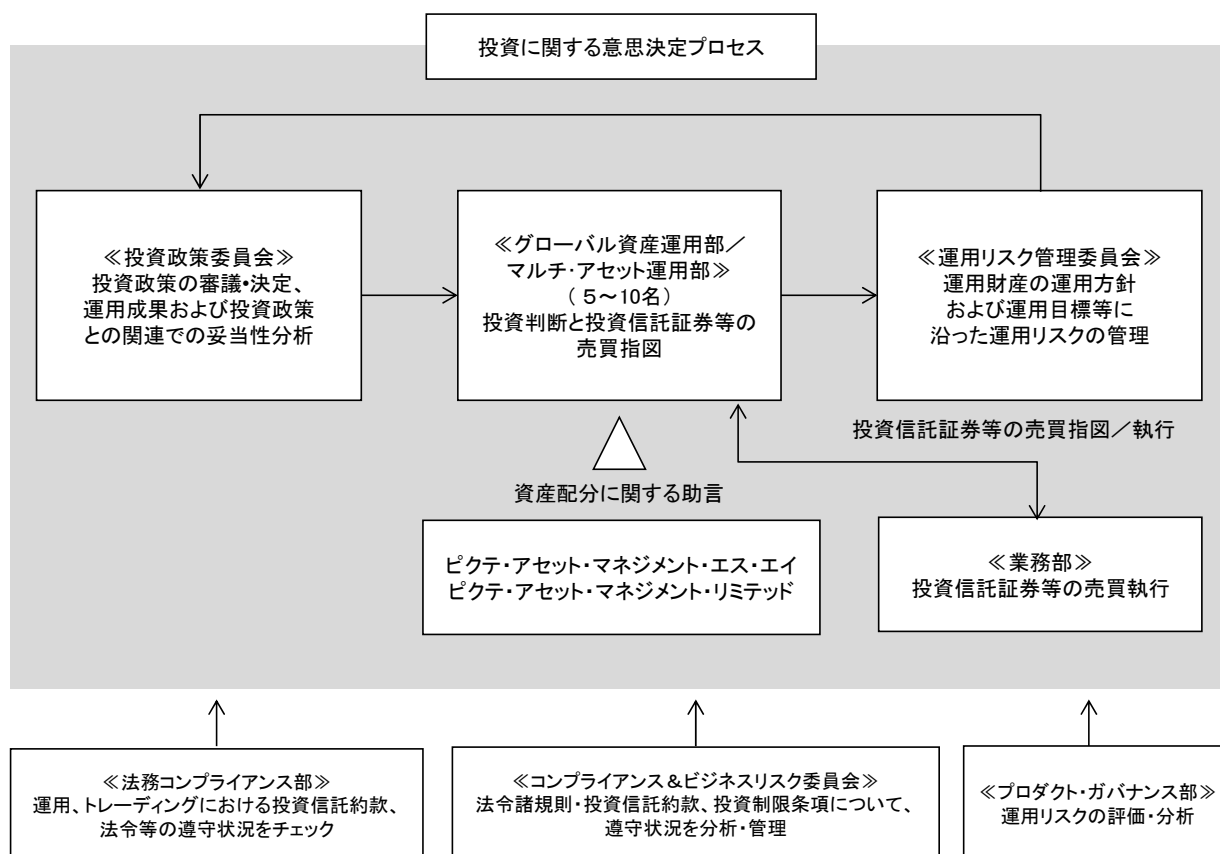 投資に関する意思決定プロセス
≪投資政策委員会≫
投資政策の審議・決定、
運用成果および投資政策
との関連での妥当性分析
≪グローバル資産運用部／
マルチ・アセット運用部≫
（５～10名）
投資判断と投資信託証券等の
売買指図
≪運用リスク管理委員会≫
運用財産の運用方針
および運用目標等に
沿った運用リスクの管理
投資信託証券等の売買指図／執行
資産配分に関する助言
ピクテ・アセット・マネジメント・エス・エイ
ピクテ・アセット・マネジメント・リミテッド
≪業務部≫
投資信託証券等の売買執行
≪法務コンプライアンス部≫
運用、トレーディングにおける投資信託約款、
法令等の遵守状況をチェック
≪コンプライアンス＆ビジネスリスク委員会≫
法令諸規則・投資信託約款、投資制限条項について、
遵守状況を分析・管理
≪プロダクト・ガバナンス部≫
運用リスクの評価・分析